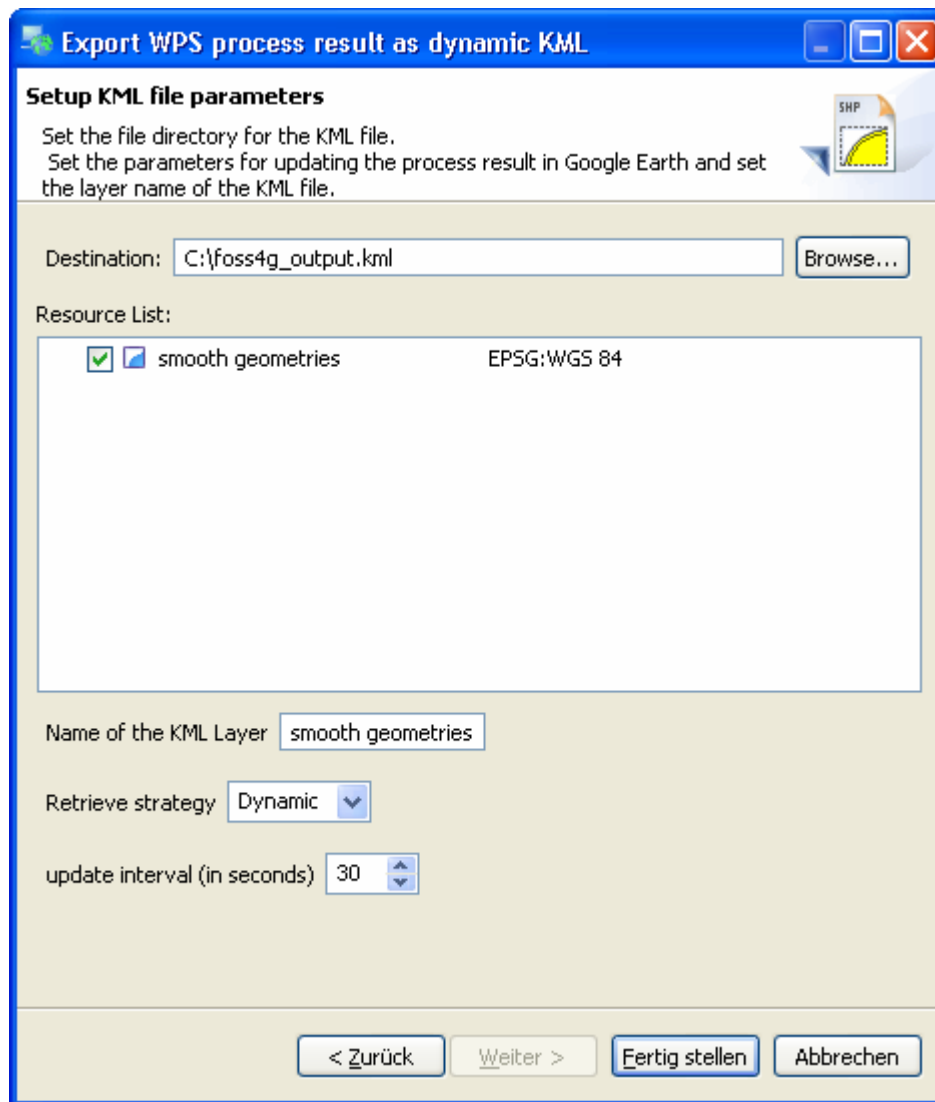 Export WPS process result as dynamic KML
Setup KML file parameters
SHP
Set the file directory for the KML file.
Set the parameters for updating the process result in Google Earth and set
the layer name of the KML file.
Destination: C:\foss4g_output.kml Browse...
Resource List:
smooth geometries EPSG:WGS 84
Name of the KML Layer smooth geometries
Retrieve strategy Dynamic
update interval (in seconds) 30
< Zurück Weiter > Fertig stellen Abbrechen